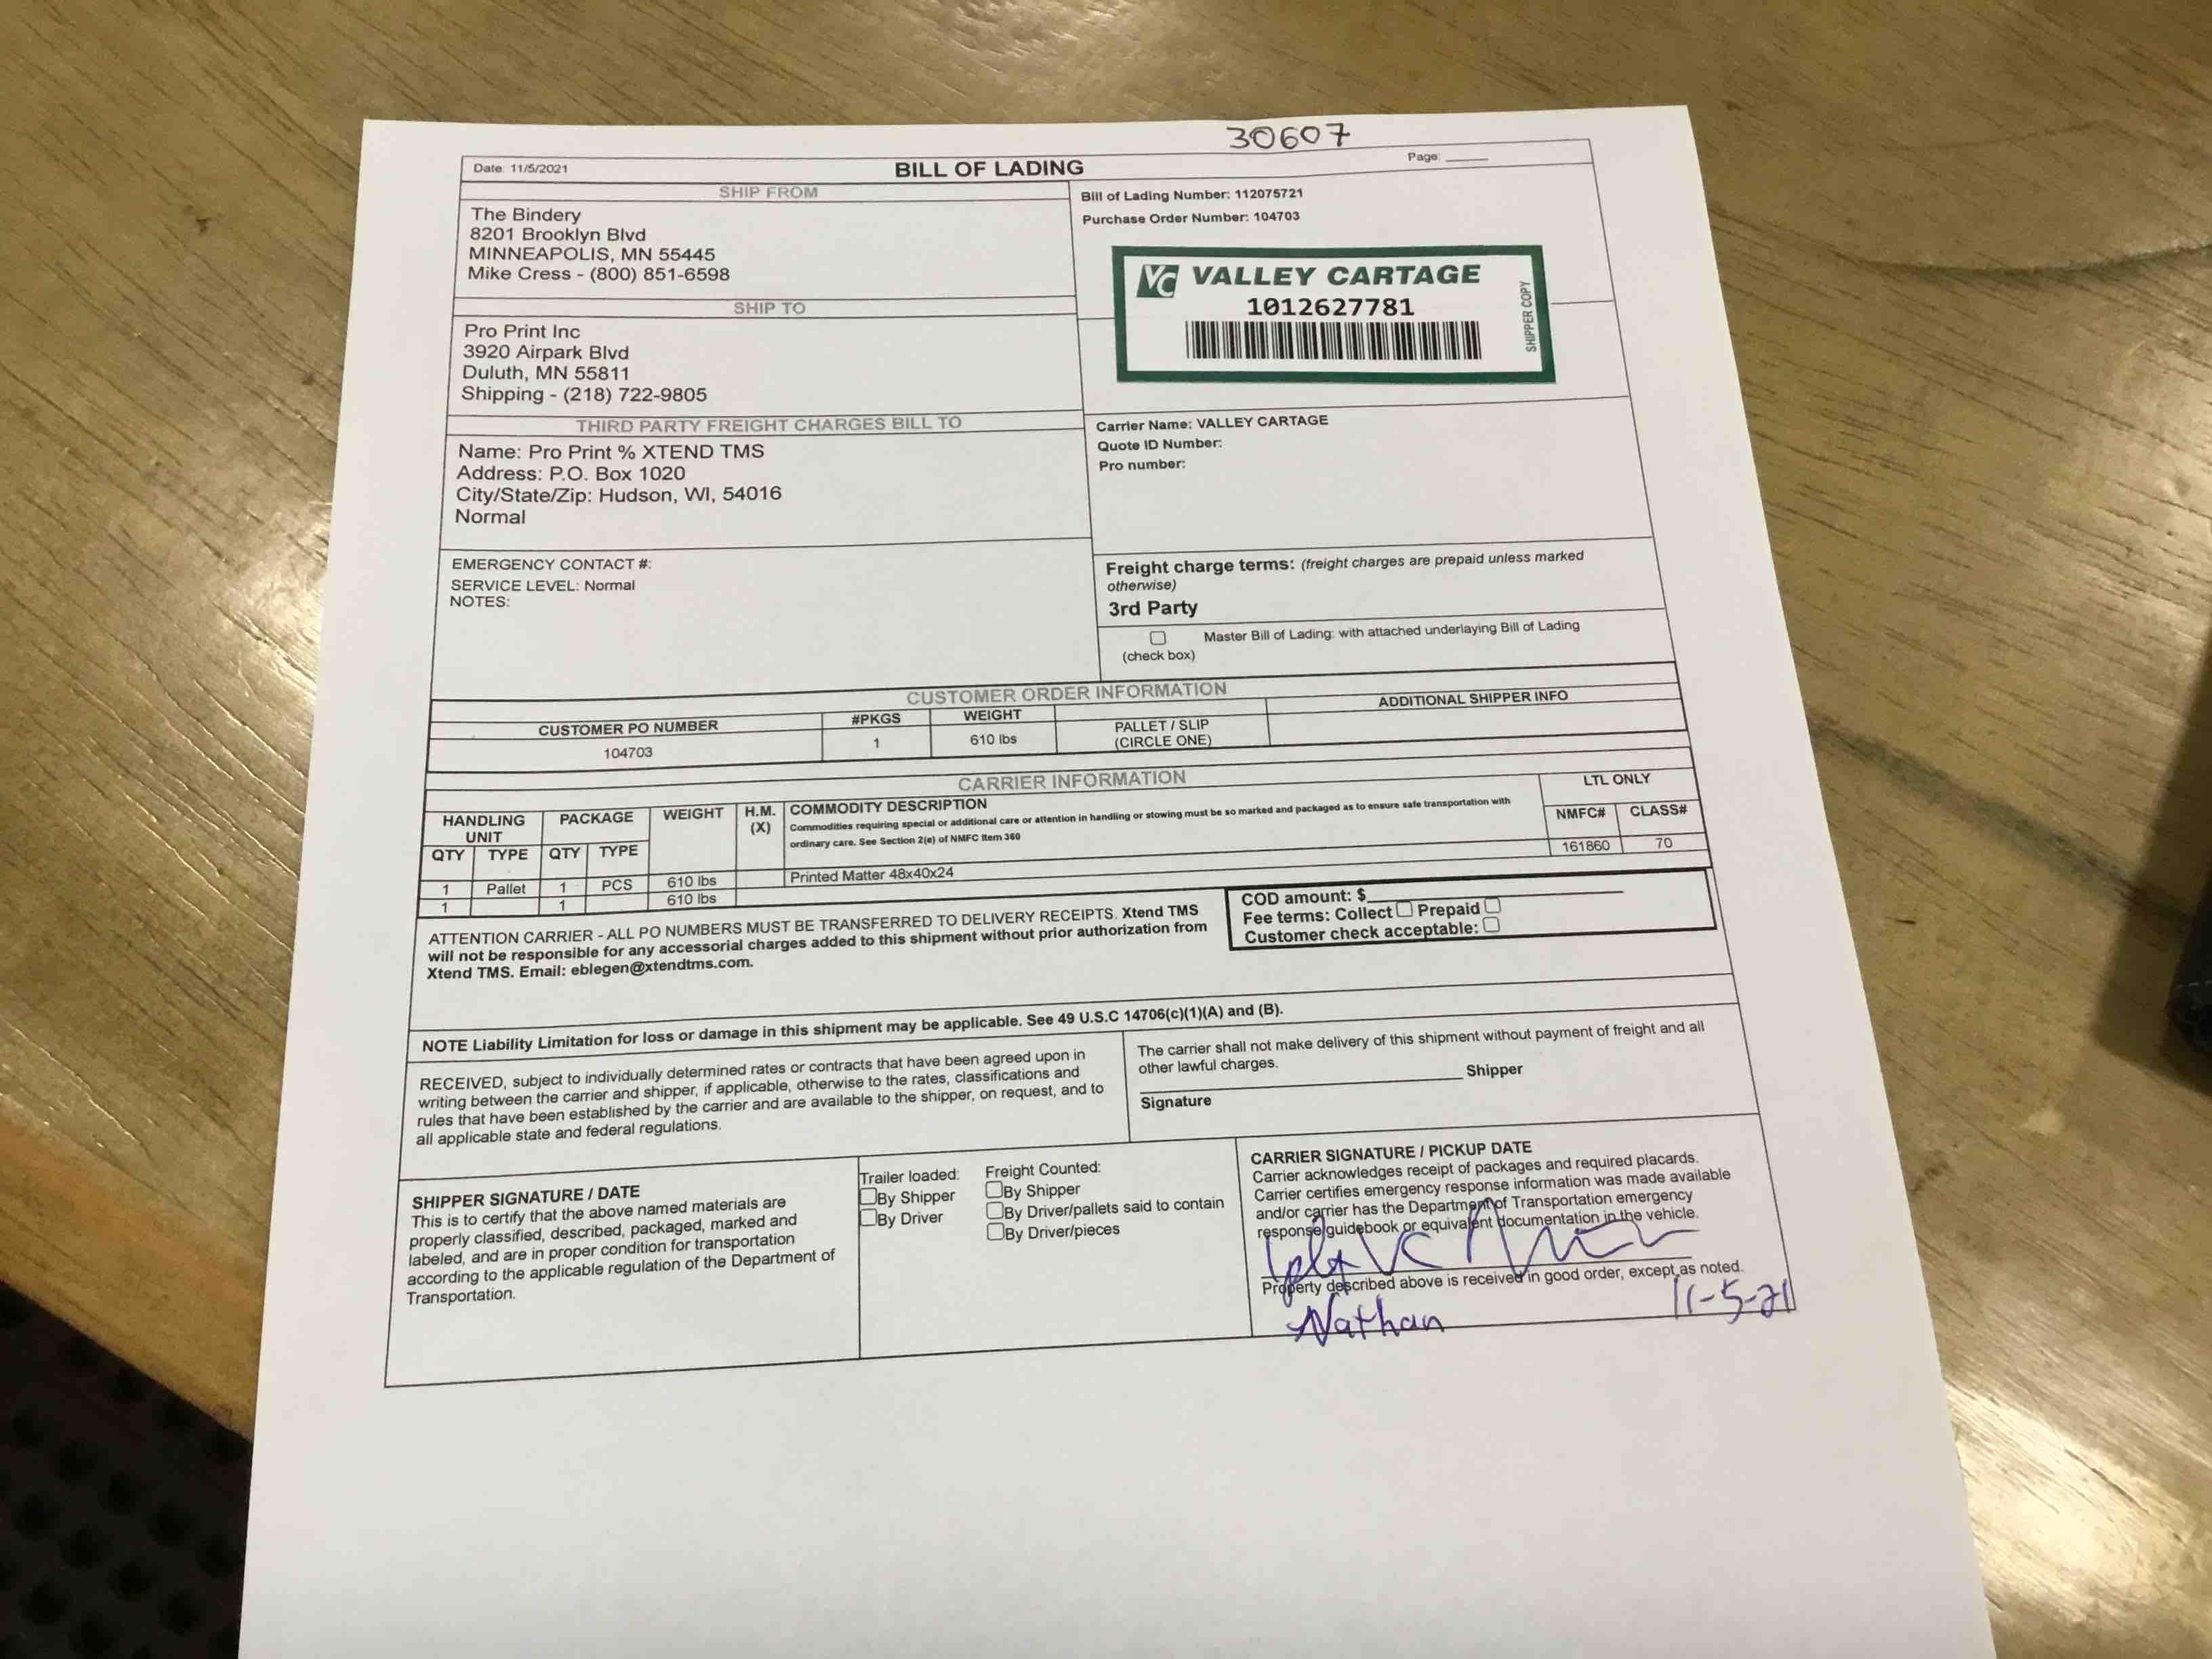 30607
Date: 11/5/2021
BILL OF LADING
Page:
SHIP FROM
The Bindery
8201 Brooklyn Blvd
MINNEAPOLIS, MN 55445
Mike Cress - (800) 851-6598
Bill of Lading Number: 112075721
Purchase Order Number: 104703
VC VALLEY CARTAGE
1012627781
SHIPPER COPY
SHIP TO
Pro Print Inc
3920 Airpark Blvd
Duluth, MN 55811
Shipping - (218) 722-9805
THIRD PARTY FREIGHT CHARGES BILL TO
Name: Pro Print % XTEND TMS
Address: P.O. Box 1020
City/State/Zip: Hudson, WI, 54016
Normal
Carrier Name: VALLEY CARTAGE
Quote ID Number:
Pro number:
EMERGENCY CONTACT #:
SERVICE LEVEL: Normal
NOTES:
Freight charge terms: (freight charges are prepaid unless marked
otherwise)
3rd Party
Master Bill of Lading: with attached underlaying Bill of Lading
(check box)
CUSTOMER ORDER INFORMATION
CUSTOMER PO NUMBER #PKGS WEIGHT PALLET / SLIP ADDITIONAL SHIPPER INFO
(CIRCLE ONE)
104703 1 610 lbs
CARRIER INFORMATION
LTL ONLY
HANDLING UNIT PACKAGE WEIGHT H.M. (X) COMMODITY DESCRIPTION NMFC# CLASS#
Commodities requiring special or additional care or attention in handling or stowing must be so marked and packaged as to ensure safe transportation with
ordinary care. See Section 2(e) of NMFC Item 360
QTY TYPE QTY TYPE
1 Pallet 1 PCS 610 lbs Printed Matter 48x40x24 161860 70
1 1 610 lbs
ATTENTION CARRIER - ALL PO NUMBERS MUST BE TRANSFERRED TO DELIVERY RECEIPTS. Xtend TMS
will not be responsible for any accessorial charges added to this shipment without prior authorization from
Xtend TMS. Email: eblegen@xtendtms.com.
COD amount: $
Fee terms: Collect Prepaid
Customer check acceptable:
NOTE Liability Limitation for loss or damage in this shipment may be applicable. See 49 U.S.C 14706(c)(1)(A) and (B).
RECEIVED, subject to individually determined rates or contracts that have been agreed upon in
writing between the carrier and shipper, if applicable, otherwise to the rates, classifications and
rules that have been established by the carrier and are available to the shipper, on request, and to
all applicable state and federal regulations.
The carrier shall not make delivery of this shipment without payment of freight and all
other lawful charges.
Shipper
Signature
SHIPPER SIGNATURE / DATE
This is to certify that the above named materials are
properly classified, described, packaged, marked and
labeled, and are in proper condition for transportation
according to the applicable regulation of the Department of
Transportation.
Trailer loaded:
By Shipper
By Driver
Freight Counted:
By Shipper
By Driver/pallets said to contain
By Driver/pieces
CARRIER SIGNATURE / PICKUP DATE
Carrier acknowledges receipt of packages and required placards.
Carrier certifies emergency response information was made available
and/or carrier has the Department of Transportation emergency
response guidebook or equivalent documentation in the vehicle.
Property described above is received in good order, except as noted.
Nathan 11-5-21